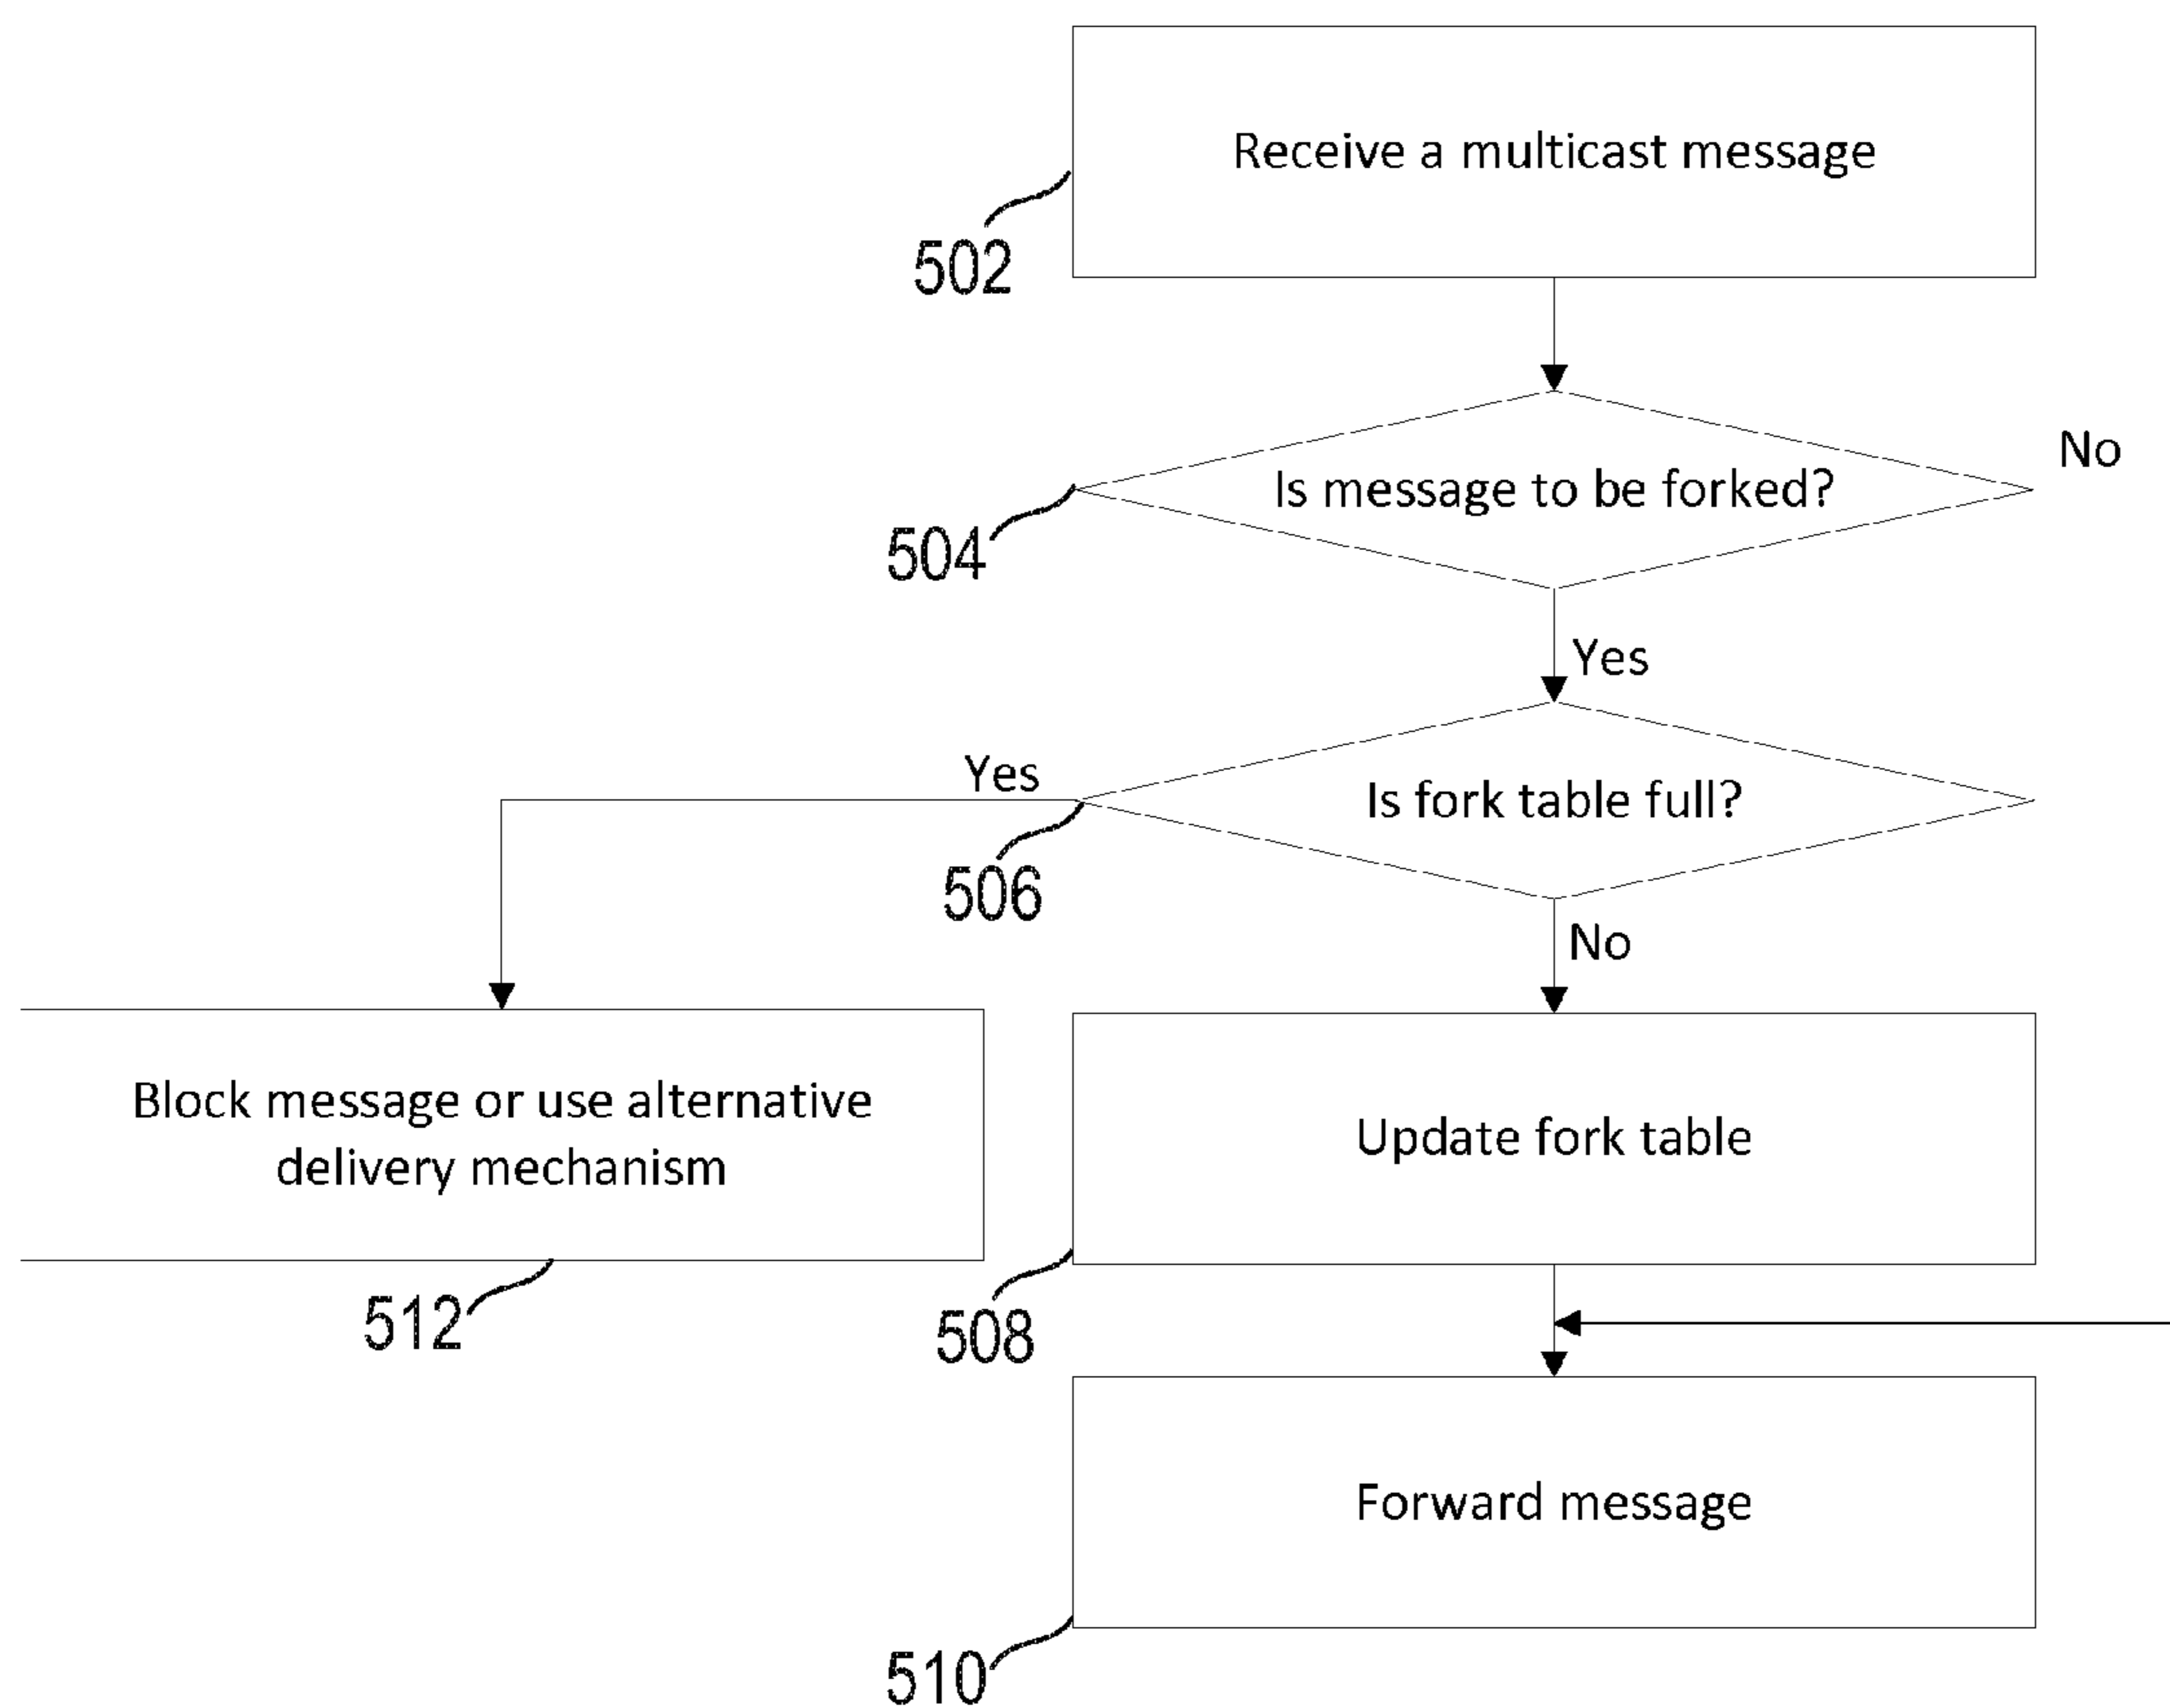 Receive a multicast message
502
Is message to be forked?
No
504
Yes
Is fork table full?
Yes
506
No
Block message or use alternative
delivery mechanism
512
Update fork table
508
Forward message
510